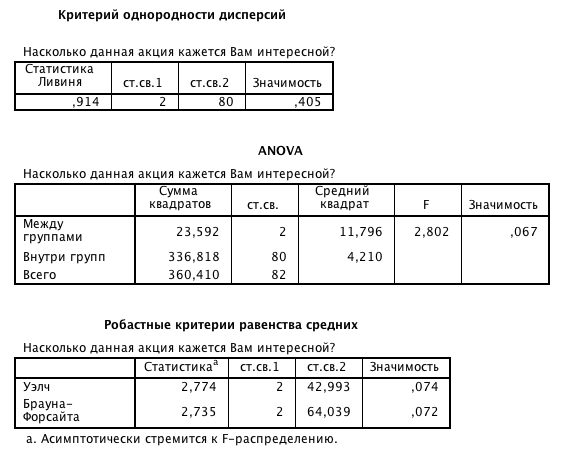 Критерий однородности дисперсий
Насколько данная акция кажется Вам интересной?
Статистика Ливиня ст.св.1 ст.св.2 Значимость
,914 2 80 ,405
ANOVA
Насколько данная акция кажется Вам интересной?
Сумма квадратов ст.св. Средний квадрат F Значимость
Между группами 23,592 2 11,796 2,802 ,067
Внутри групп 336,818 80 4,210
Всего 360,410 82
Робастные критерии равенства средних
Насколько данная акция кажется Вам интересной?
Статистикаª ст.св.1 ст.св.2 Значимость
Уэлч 2,774 2 42,993 ,074
Брауна-Форсайта 2,735 2 64,039 ,072
а. Асимптотически стремится к F-распределению.